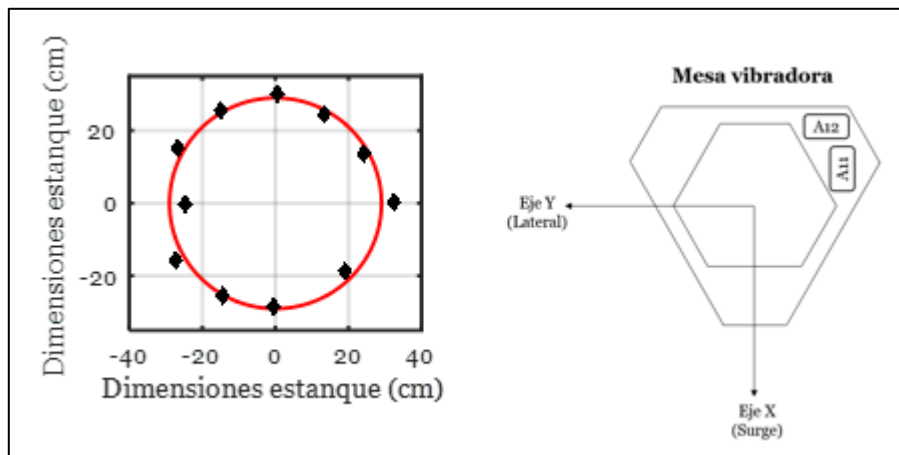 Dimensiones estanque (cm)
20
0
-20
-40 -20 0 20 40
Dimensiones estanque (cm)
Mesa vibradora
A12
A11
Eje Y
(Lateral)
Eje X
(Surge)